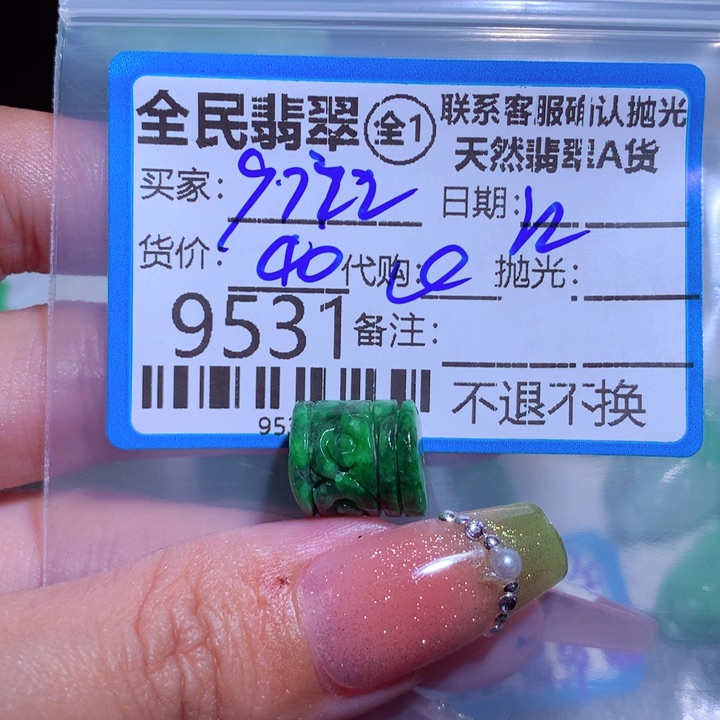 全民翡翠 全1 联系客服确认抛光
天然翡翠A货
买家: 9722 日期: 12
货价: 90 代购: 抛光:
9531 备注:
不退不换